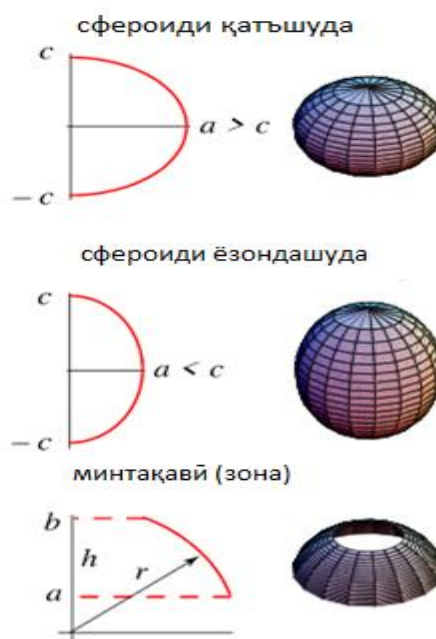 сфероиди қатъшуда
c
a > c
−c
сфероиди ёзондашуда
c
a < c
−c
минтақавӣ (зона)
b
h
r
a